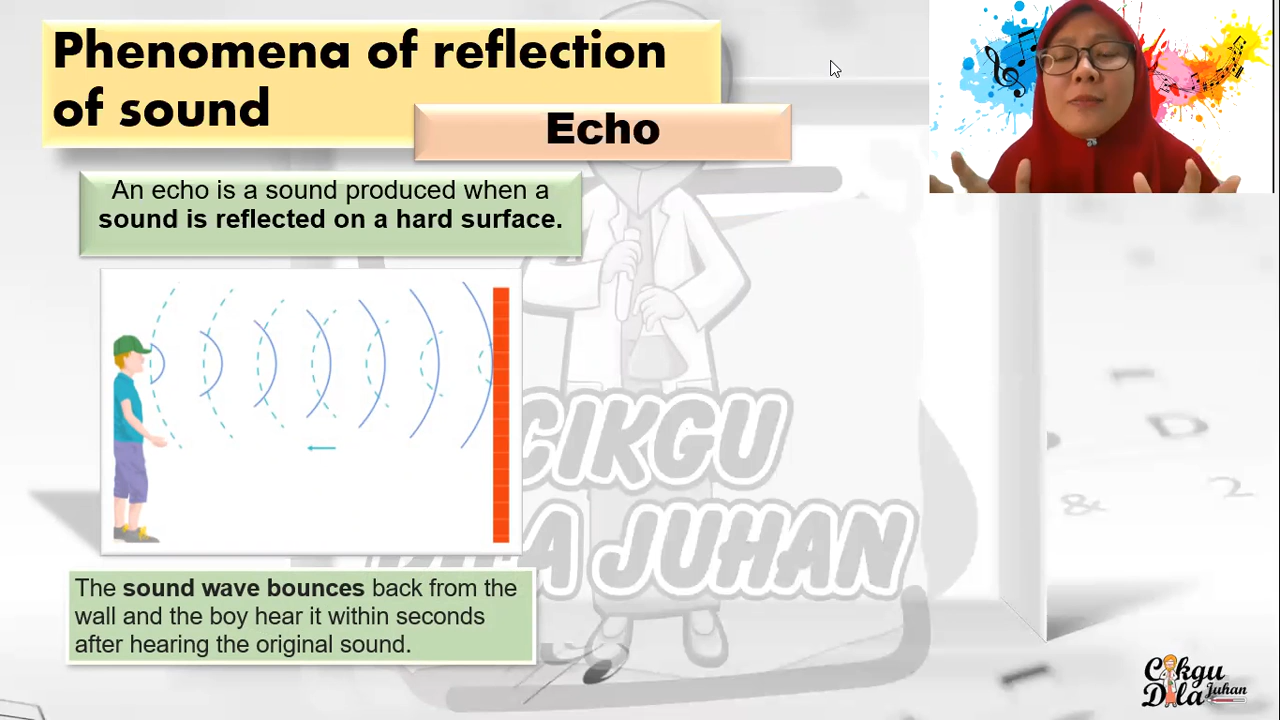 Phenomena of reflection
of sound
Echo
An echo is a sound produced when a
sound is reflected on a hard surface.
The sound wave bounces back from the
wall and the boy hear it within seconds
after hearing the original sound.
CIKGU
DILA JUHAN
&
2
D
Cikgu
Dila Juhan